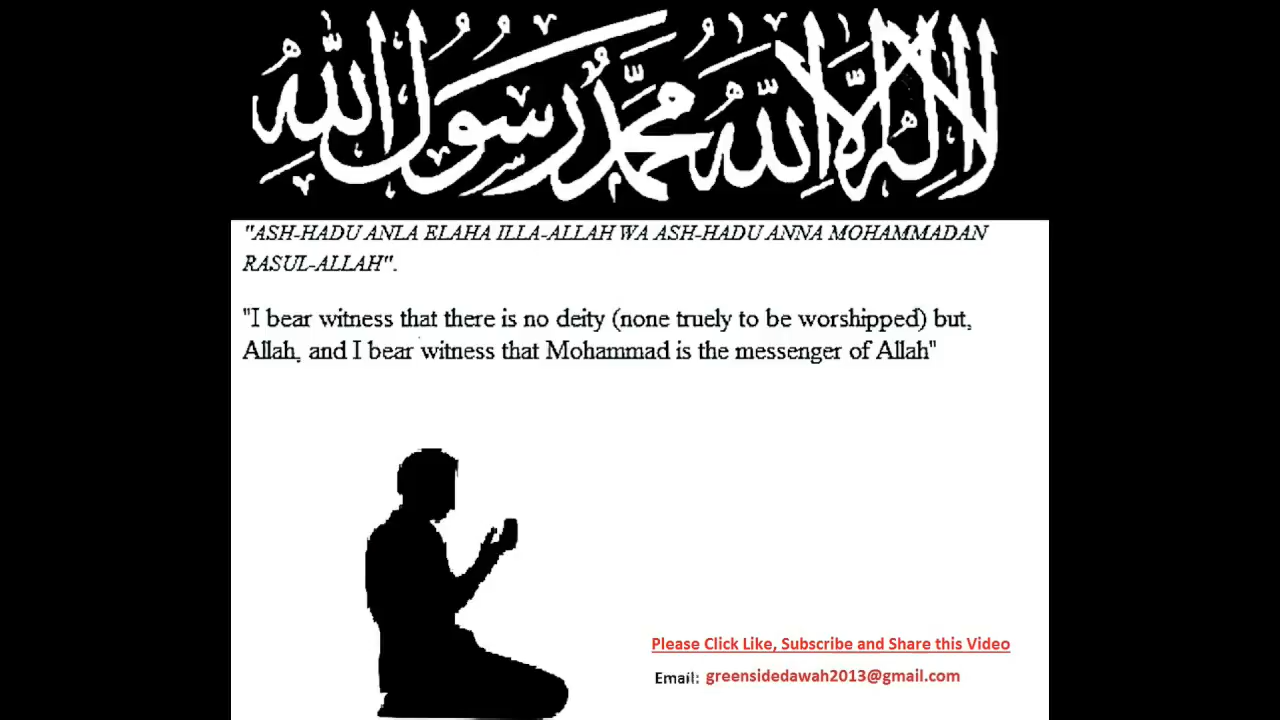 لا إله إلا الله محمد رسول الله
"ASH-HADU ANLA ELAHA ILLA-ALLAH WA ASH-HADU ANNA MOHAMMADAN
RASUL-ALLAH".
"I bear witness that there is no deity (none truely to be worshipped) but,
Allah, and I bear witness that Mohammad is the messenger of Allah"
Please Click Like, Subscribe and Share this Video
Email: greensidedawah2013@gmail.com